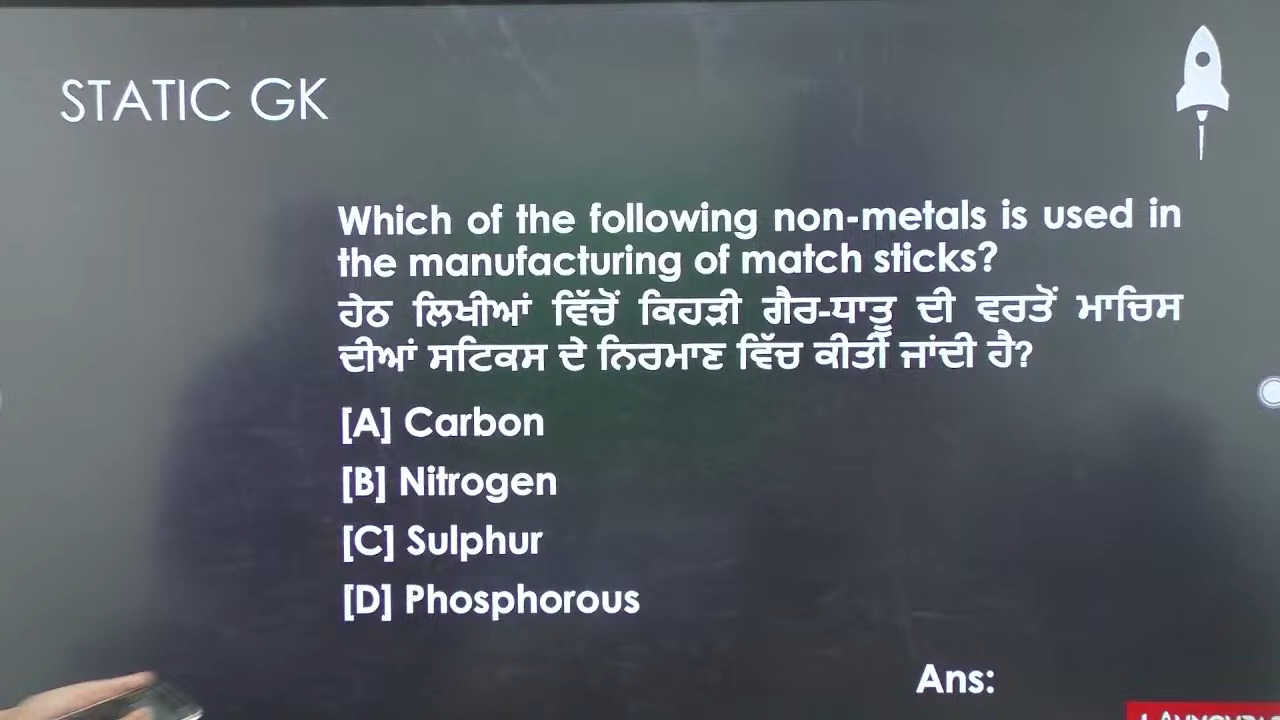 STATIC GK
Which of the following non-metals is used in
the manufacturing of match sticks?
ਹੇਠ ਲਿਖੀਆਂ ਵਿੱਚੋਂ ਕਿਹੜੀ ਗੈਰ-ਧਾਤੂ ਦੀ ਵਰਤੋਂ ਮਾਚਿਸ
ਦੀਆਂ ਸਟਿਕਸ ਦੇ ਨਿਰਮਾਣ ਵਿੱਚ ਕੀਤੀ ਜਾਂਦੀ ਹੈ?
[A] Carbon
[B] Nitrogen
[C] Sulphur
[D] Phosphorous
Ans: